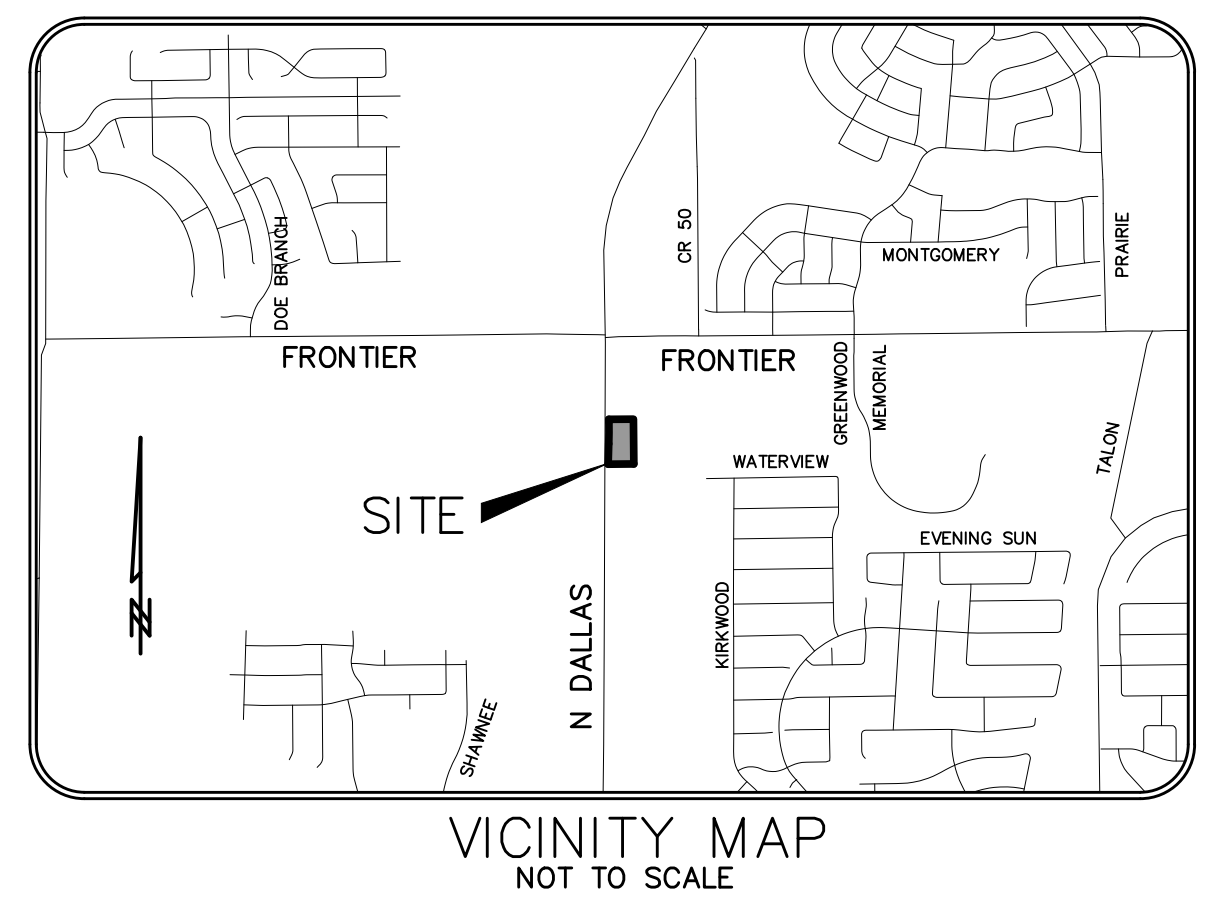 CR 50
DOE BRANCH
MONTGOMERY
PRAIRIE
FRONTIER
FRONTIER
GREENWOOD
MEMORIAL
TALON
WATERVIEW
SITE
EVENING SUN
N
N DALLAS
KIRKWOOD
SHAWNEE
VICINITY MAP
NOT TO SCALE